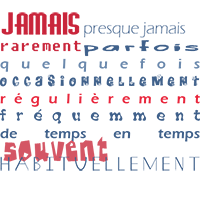 JAMAIS presque jamais
rarement parfois
quelquefois
occasionnellement
régulièrement
fréquemment
de temps en temps
souvent
HABITUELLEMENT